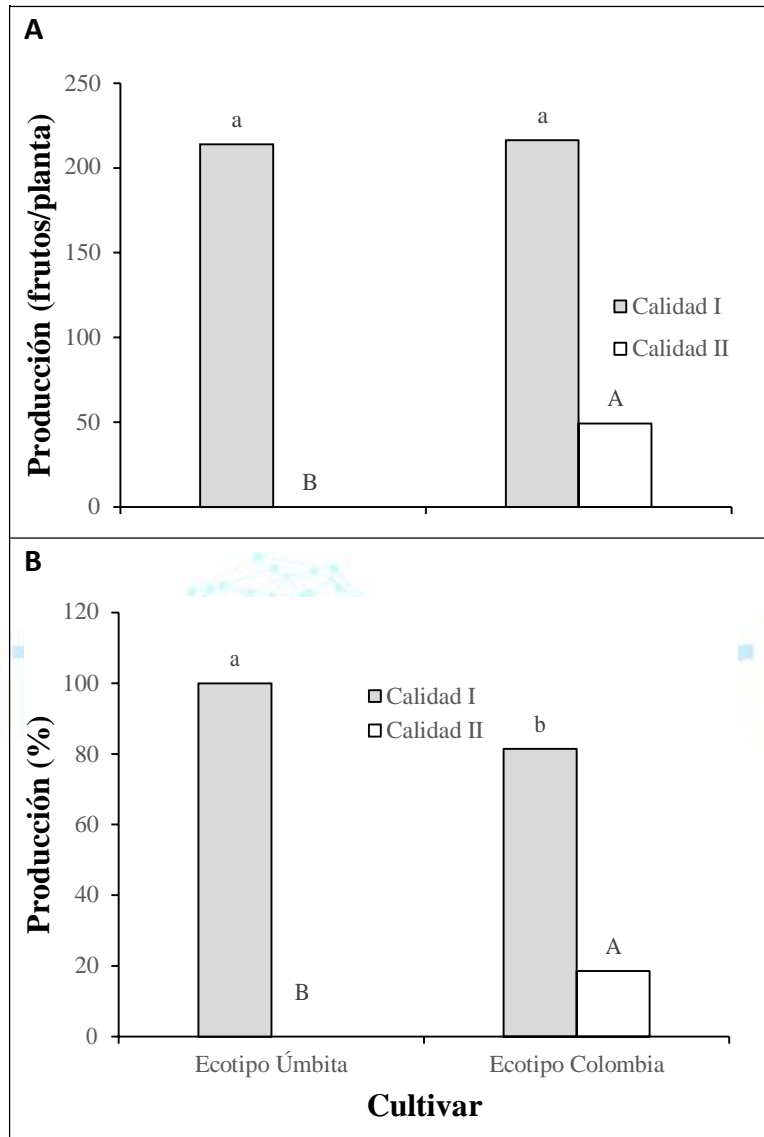 A
250
200
150
100
50
0
Producción (frutos/planta)
a
a
B
A
Calidad I
Calidad II
B
120
100
80
60
40
20
0
Producción (%)
a
b
B
A
Calidad I
Calidad II
Ecotipo Úmbita Ecotipo Colombia
Cultivar